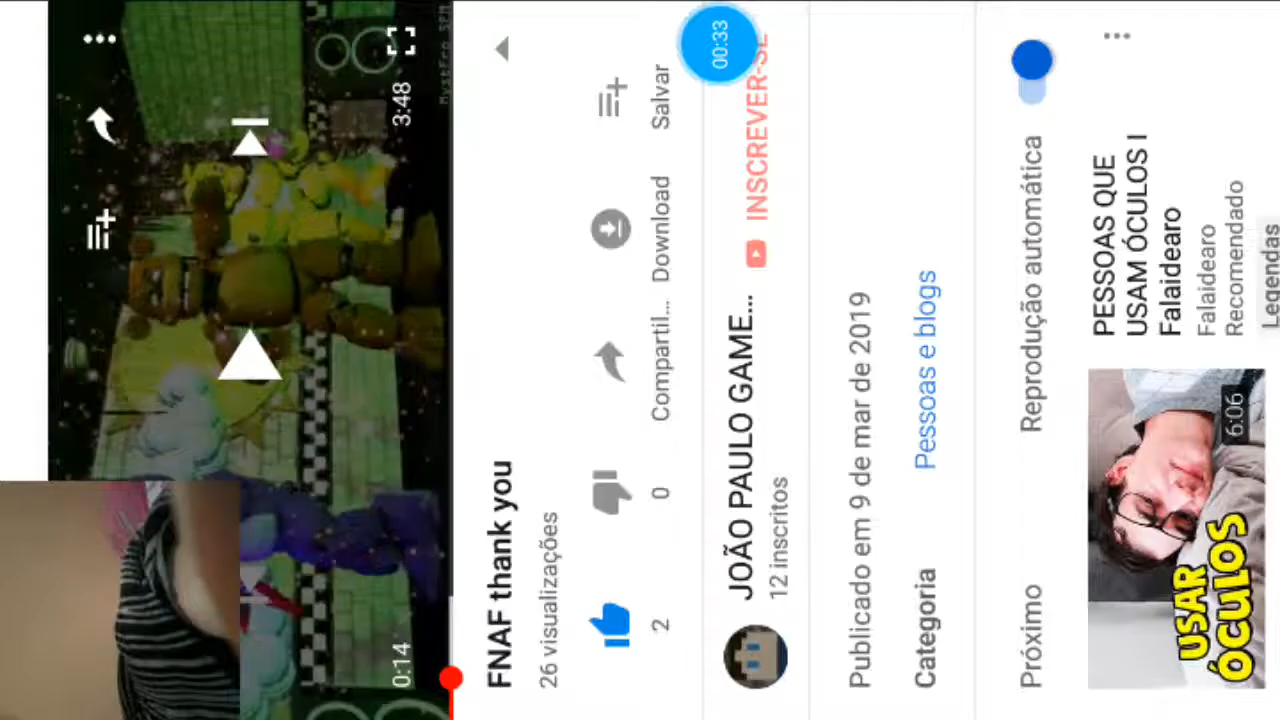 3:48
0:14
FNAF thank you
26 visualizações
2
0
Compartil...
Download
Salvar
00:33
JOÃO PAULO GAME...
12 inscritos
INSCREVER-SE
Publicado em 9 de mar de 2019
Categoria
Pessoas e blogs
Próximo
Reprodução automática
USAR
ÓCULOS
6:06
PESSOAS QUE
USAM ÓCULOS |
Falaidearo
Falaidearo
Recomendado
Legendas